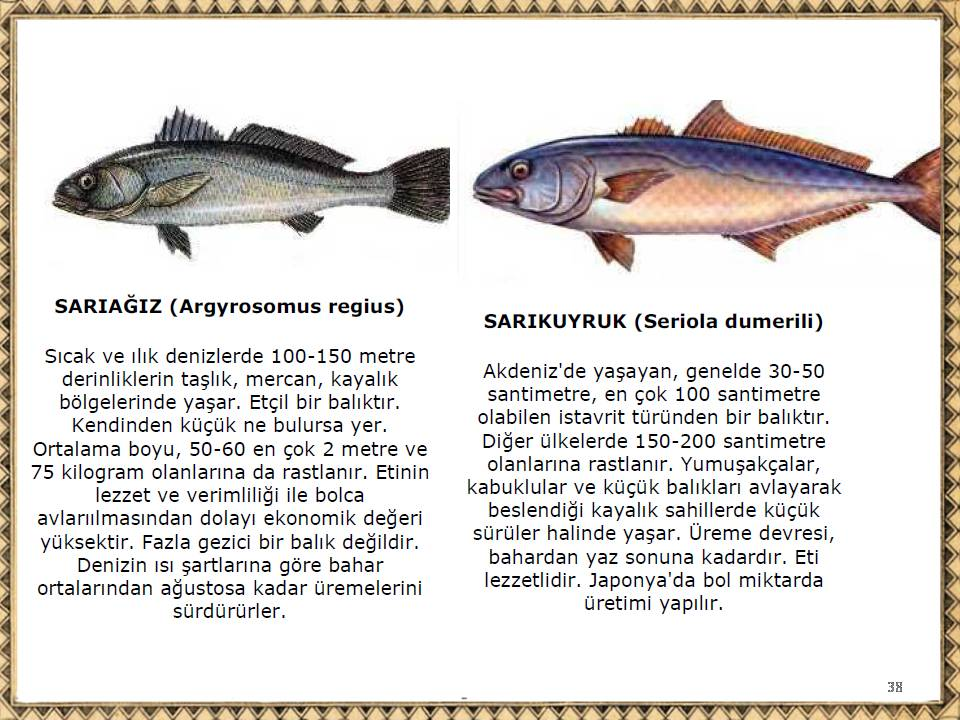 SARIAĞIZ (Argyrosomus regius)
Sıcak ve ılık denizlerde 100-150 metre
derinliklerin taşlık, mercan, kayalık
bölgelerinde yaşar. Etçil bir balıktır.
Kendinden küçük ne bulursa yer.
Ortalama boyu, 50-60 en çok 2 metre ve
75 kilogram olanlarına da rastlanır. Etinin
lezzet ve verimliliği ile bolca
avlarıılmasından dolayı ekonomik değeri
yüksektir. Fazla gezici bir balık değildir.
Denizin ısı şartlarına göre bahar
ortalarından ağustosa kadar üremelerini
sürdürürler.
SARIKUYRUK (Seriola dumerili)
Akdeniz'de yaşayan, genelde 30-50
santimetre, en çok 100 santimetre
olabilen istavrit türünden bir balıktır.
Diğer ülkelerde 150-200 santimetre
olanlarına rastlanır. Yumuşakçalar,
kabuklular ve küçük balıkları avlayarak
beslendiği kayalık sahillerde küçük
sürüler halinde yaşar. Üreme devresi,
bahardan yaz sonuna kadardır. Eti
lezzetlidir. Japonya'da bol miktarda
üretimi yapılır.
-